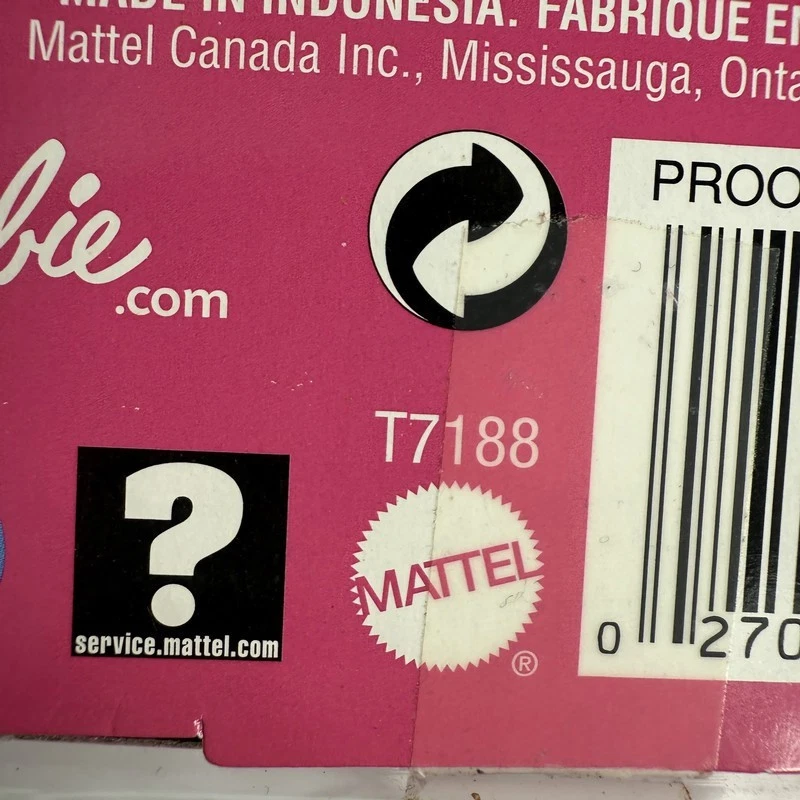 MADE IN INDONESIA. FABRIQUÉ EN
Mattel Canada Inc., Mississauga, Onta
bie
.com
PROO
T7188
?
service.mattel.com
MATTEL
®
0 270